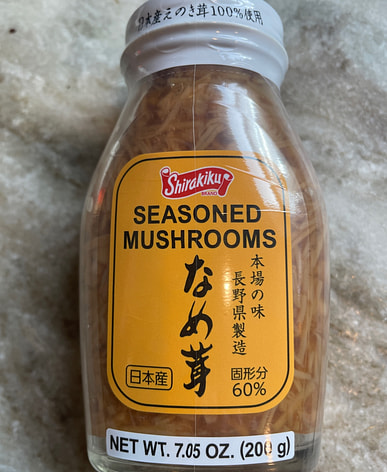 日本産えのき茸100%使用
Shirakiku
BRAND
SEASONED
MUSHROOMS
なめ茸
本場の味
長野県製造
日本産
固形分
60%
NET WT. 7.05 OZ. (200 g)